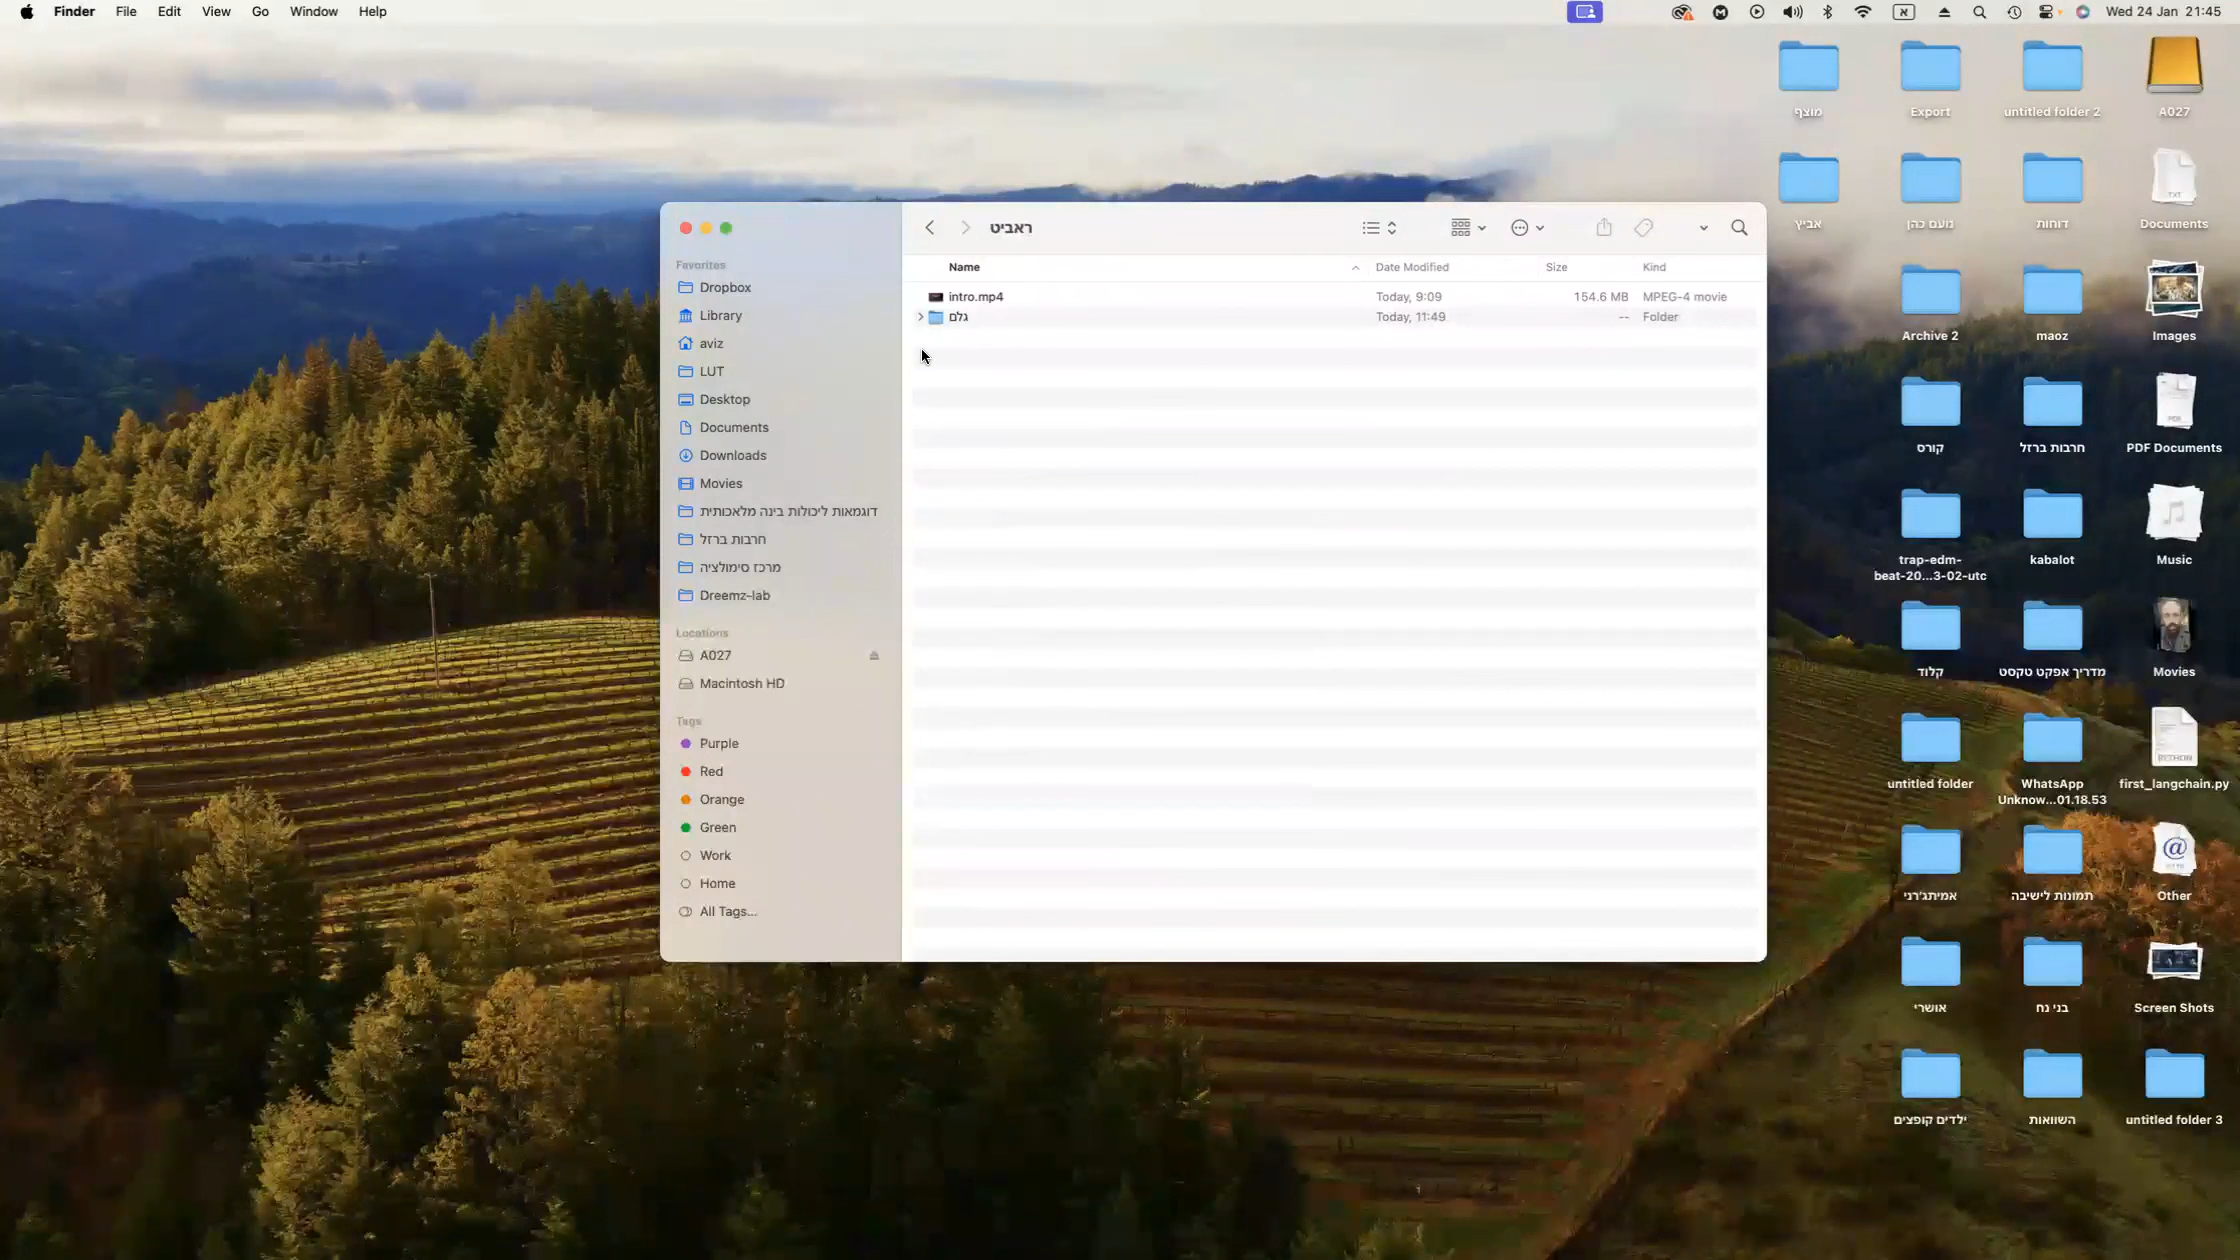 Finder File Edit View Go Window Help
Wed 24 Jan 21:45
ראביט
Name Date Modified Size Kind
intro.mp4 Today, 9:09 154.6 MB MPEG-4 movie
גלם Today, 11:49 -- Folder
Favorites
Dropbox
Library
aviz
LUT
Desktop
Documents
Downloads
Movies
דוגמאות ליכולות בינה מלאכותית
חרבות ברזל
מרכז סימולציה
Dreemz-lab
Locations
A027
Macintosh HD
Tags
Purple
Red
Orange
Green
Work
Home
All Tags...
מוצף Export untitled folder 2 A027
אביץ נועם כהן דוחות Documents
Archive 2 maoz Images
קורס חרבות ברזל PDF Documents
trap-edm-
beat-20...3-02-utc
kabalot Music
קלוד מדריך אפקט טקסט Movies
untitled folder
WhatsApp
Unknow...01.18.53
first_langchain.py
אמיתג'רני תמונות לישיבה Other
אושרי בני נח Screen Shots
ילדים קופצים השוואות untitled folder 3